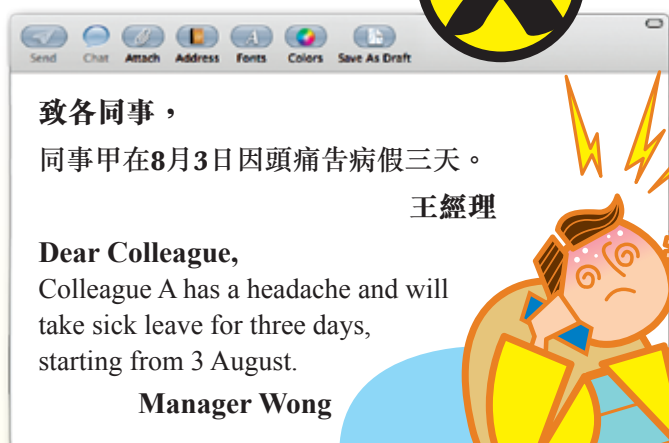 Send Chat Attach Address Fonts Colors Save As Draft
致各同事，
同事甲在8月3日因頭痛告病假三天。
王經理
Dear Colleague,
Colleague A has a headache and will
take sick leave for three days,
starting from 3 August.
Manager Wong